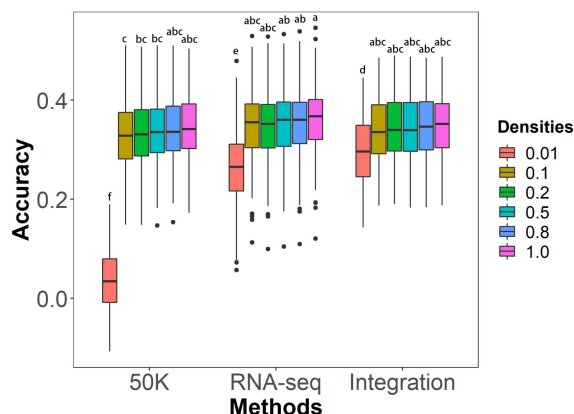 c
bc
bc
abc
abc
f
e
abc
abc
ab
ab
a
d
abc
abc
abc
abc
abc
0.4
0.2
0.0
Accuracy
50K
RNA-seq
Integration
Methods
Densities
0.01
0.1
0.2
0.5
0.8
1.0